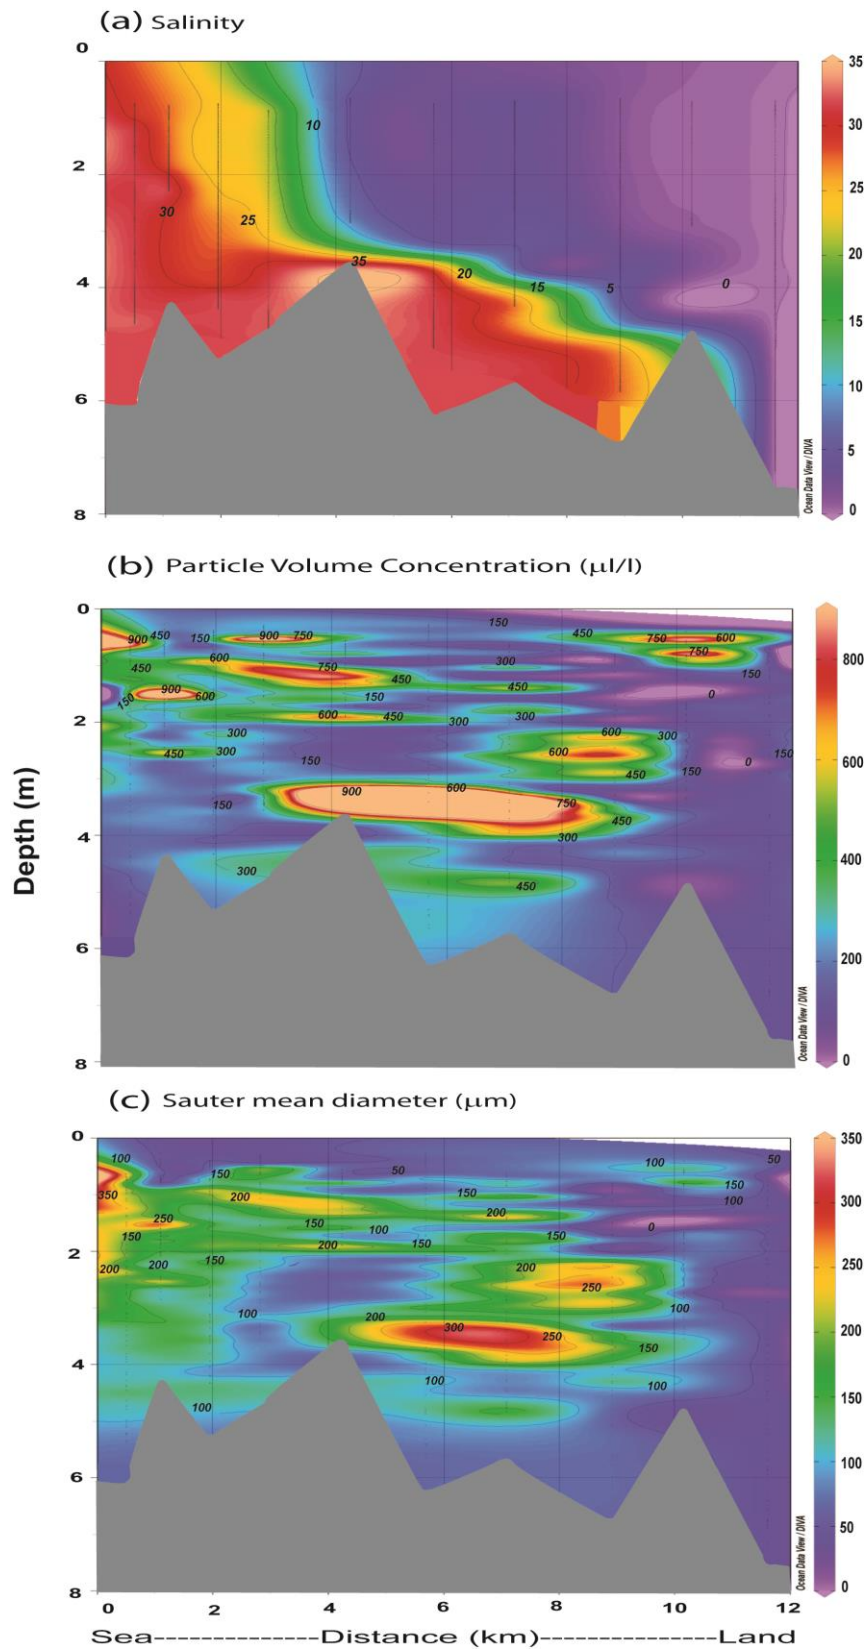 (a) Salinity
0
2
4
6
8
10
30
25
35
20
15
5
0
35
30
25
20
15
10
5
0
Ocean Data View / DIVA
(b) Particle Volume Concentration (μl/l)
0
2
4
6
8
Depth (m)
900 450 150 900 750 150 450 750 600
450 600 750 450 300 750 150
150 900 600 150 450 0
600 450 300 300
300 600 300
450 300 150 600 450 150 0 150
150 900 600 750 450
300
300 450
800
600
400
200
0
Ocean Data View / DIVA
(c) Sauter mean diameter (μm)
0
2
4
6
8
100 150 50 100 50
350 200 150 150 100
250 150 100 200 0
150 200 150 150
200 200 150 200 250
100 200 300 250 100 150
100 100 100
350
300
250
200
150
100
50
0
Ocean Data View / DIVA
0 2 4 6 8 10 12
Sea------------------Distance (km)------------------Land